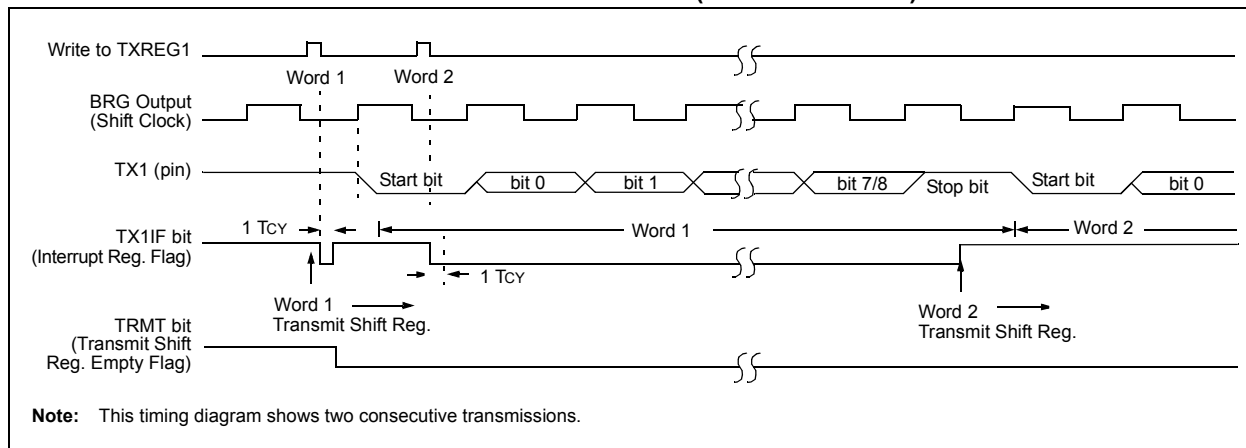 Write to TXREG1
Word 1
Word 2
BRG Output
(Shift Clock)
TX1 (pin)
Start bit
bit 0
bit 1
bit 7/8
Stop bit
Start bit
bit 0
1 TCY
TX1IF bit
(Interrupt Reg. Flag)
Word 1
Word 2
1 TCY
Word 1
Transmit Shift Reg.
Word 2
Transmit Shift Reg.
TRMT bit
(Transmit Shift
Reg. Empty Flag)
Note: This timing diagram shows two consecutive transmissions.